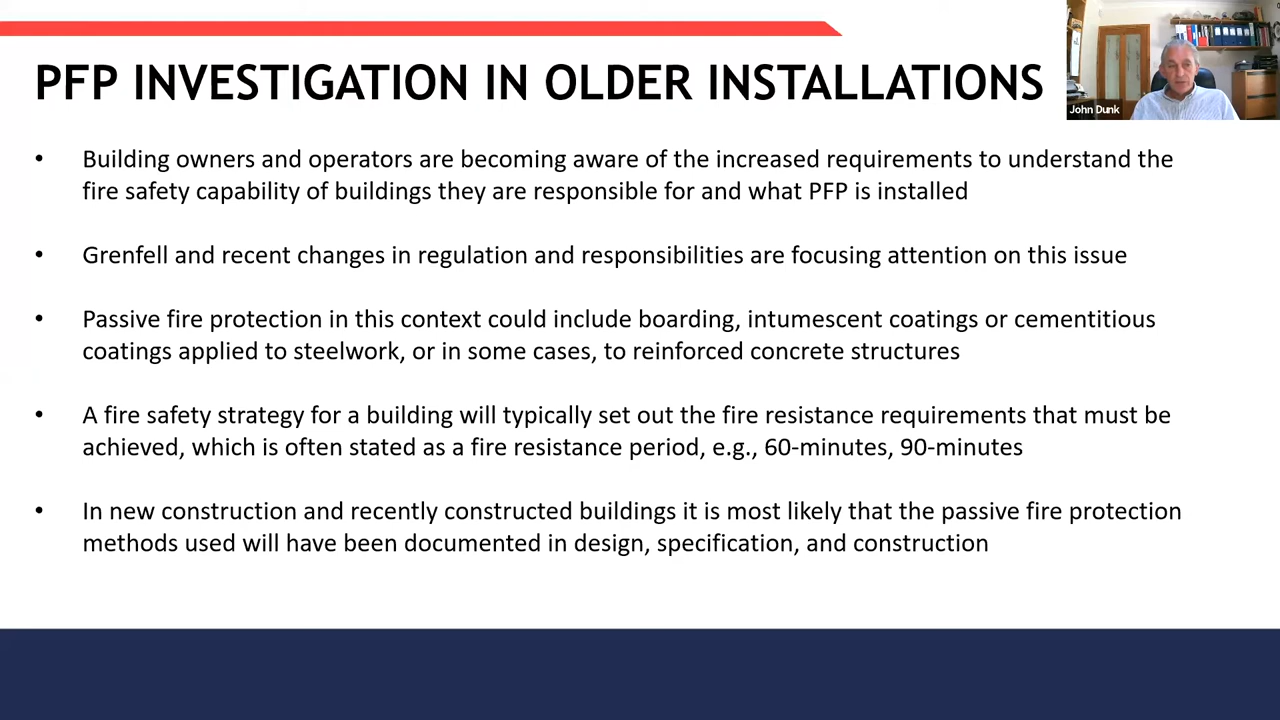 PFP INVESTIGATION IN OLDER INSTALLATIONS
John Dunk
• Building owners and operators are becoming aware of the increased requirements to understand the
fire safety capability of buildings they are responsible for and what PFP is installed
• Grenfell and recent changes in regulation and responsibilities are focusing attention on this issue
• Passive fire protection in this context could include boarding, intumescent coatings or cementitious
coatings applied to steelwork, or in some cases, to reinforced concrete structures
• A fire safety strategy for a building will typically set out the fire resistance requirements that must be
achieved, which is often stated as a fire resistance period, e.g., 60-minutes, 90-minutes
• In new construction and recently constructed buildings it is most likely that the passive fire protection
methods used will have been documented in design, specification, and construction